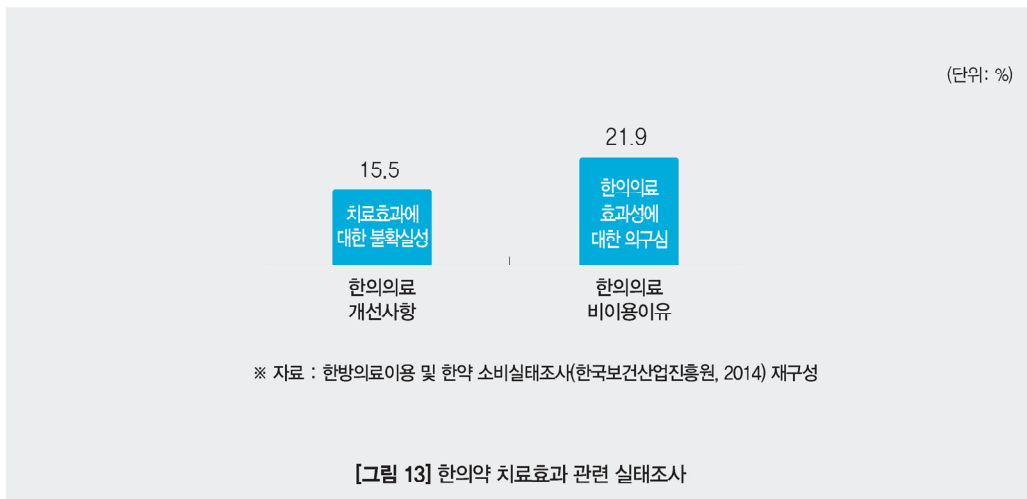 (단위: %)
21.9
15.5
한의의료
효과성에
대한 의구심
치료효과에
대한 불확실성
한의의료
개선사항
한의의료
비이용이유
※ 자료 : 한방의료이용 및 한약 소비실태조사(한국보건산업진흥원, 2014) 재구성
[그림 13] 한의약 치료효과 관련 실태조사